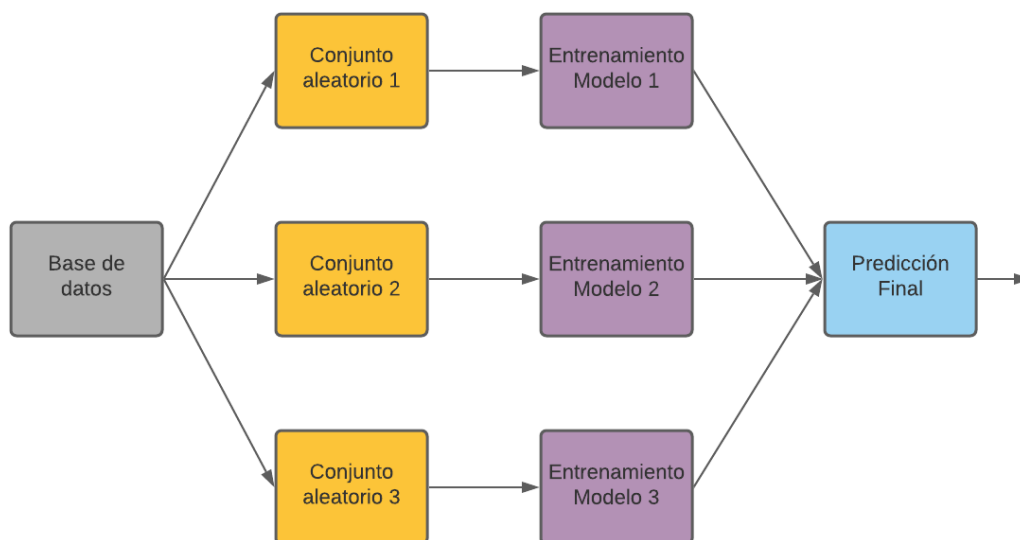 Conjunto
aleatorio 1
Entrenamiento
Modelo 1
Base de
datos
Conjunto
aleatorio 2
Entrenamiento
Modelo 2
Predicción
Final
Conjunto
aleatorio 3
Entrenamiento
Modelo 3